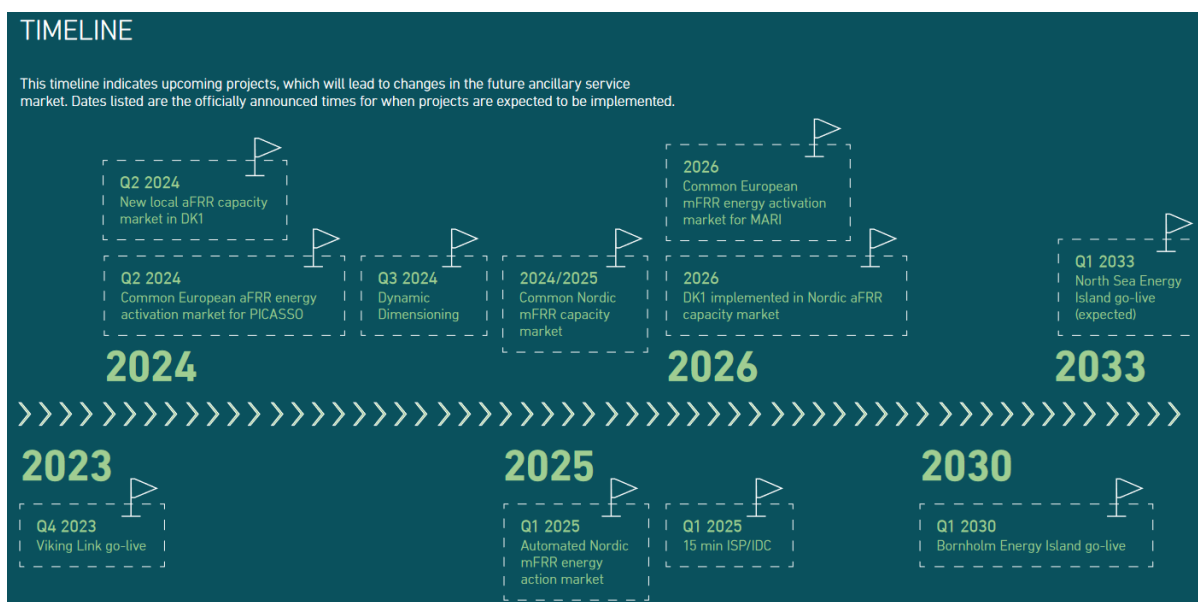 TIMELINE
This timeline indicates upcoming projects, which will lead to changes in the future ancillary service
market. Dates listed are the officially announced times for when projects are expected to be implemented.
Q2 2024
New local aFRR capacity
market in DK1
Q2 2024
Common European aFRR energy
activation market for PICASSO
Q3 2024
Dynamic
Dimensioning
2024/2025
Common Nordic
mFRR capacity
market
2026
Common European
mFRR energy activation
market for MARI
2026
DK1 implemented in Nordic aFRR
capacity market
Q1 2033
North Sea Energy
Island go-live
(expected)
2024
2026
2033
2023
2025
2030
Q4 2023
Viking Link go-live
Q1 2025
Automated Nordic
mFRR energy
action market
Q1 2025
15 min ISP/IDC
Q1 2030
Bornholm Energy Island go-live